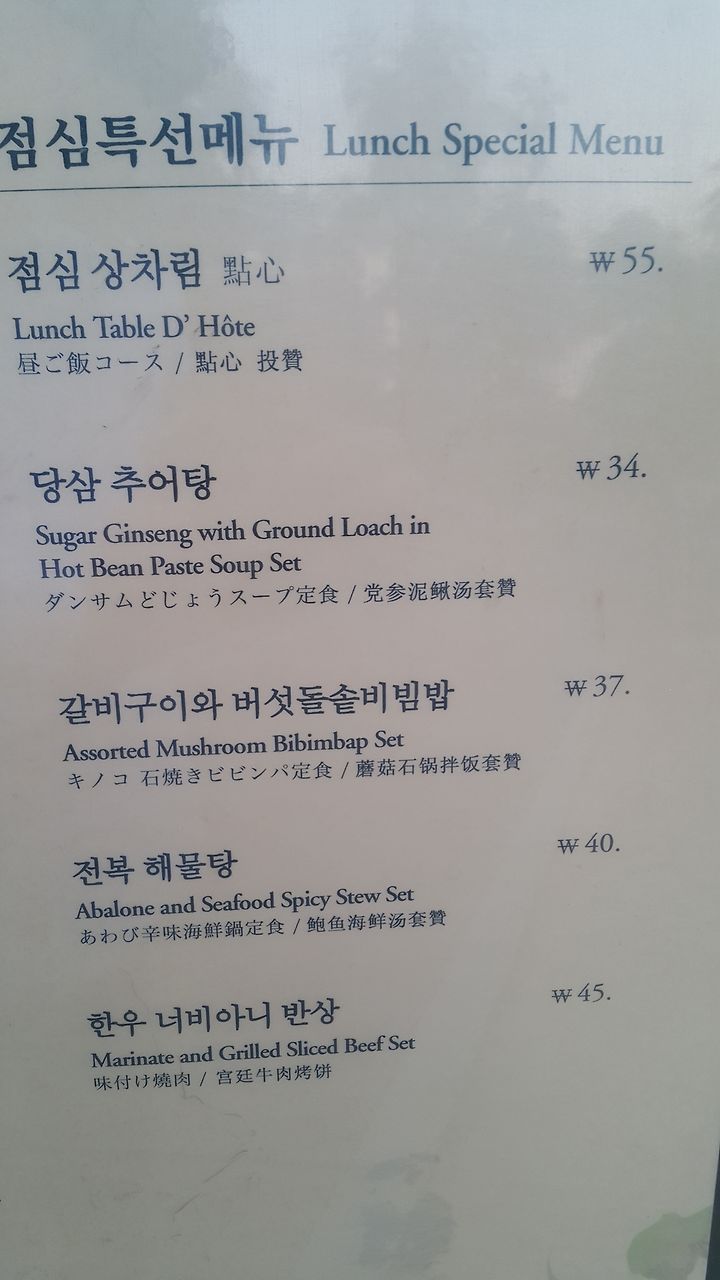 점심특선메뉴 Lunch Special Menu
점심 상차림 點心 ₩ 55.
Lunch Table D' Hôte
昼ご飯コース / 點心 投贊
당삼 추어탕 ₩ 34.
Sugar Ginseng with Ground Loach in
Hot Bean Paste Soup Set
ダンサムどじょうスープ定食 / 党参泥鳅汤套贊
갈비구이와 버섯돌솥비빔밥 ₩ 37.
Assorted Mushroom Bibimbap Set
キノコ 石焼きビビンパ定食 / 蘑菇石锅拌饭套贊
전복 해물탕 ₩ 40.
Abalone and Seafood Spicy Stew Set
あわび辛味海鮮鍋定食 / 鲍鱼海鲜汤套贊
한우 너비아니 반상 ₩ 45.
Marinate and Grilled Sliced Beef Set
味付け燒肉 / 宫廷牛肉烤饼